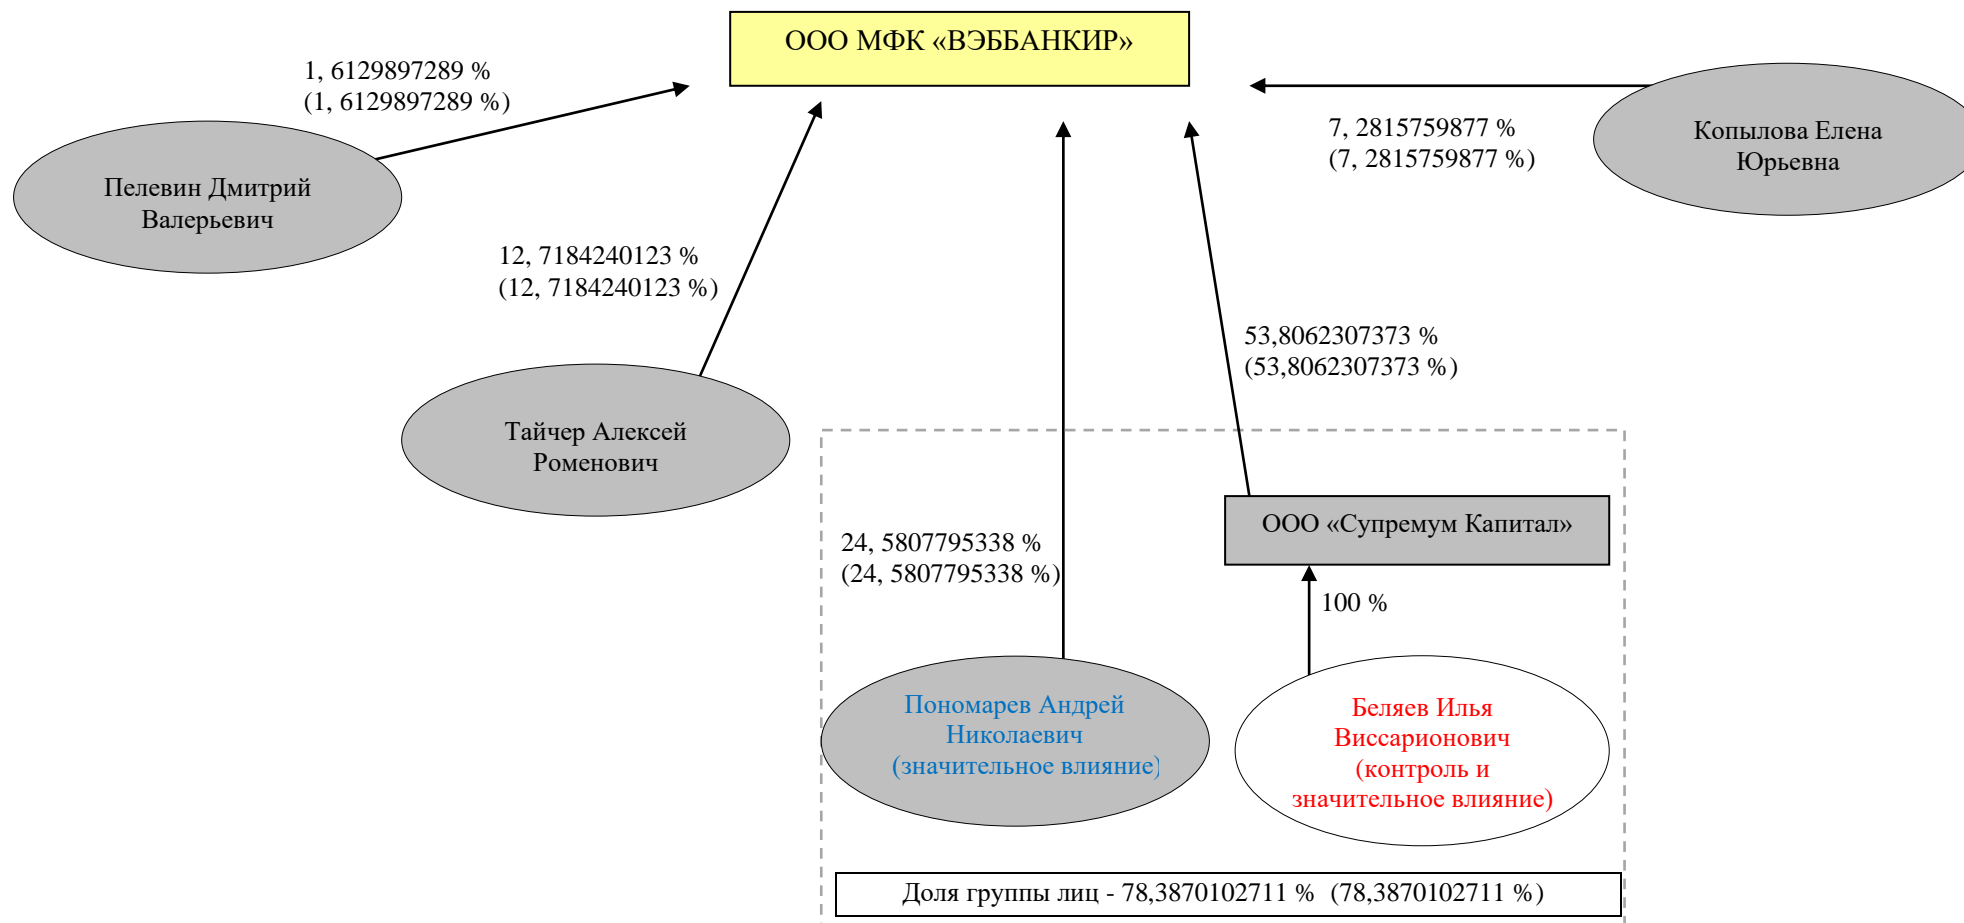 ООО МФК «ВЭББАНКИР»
1, 6129897289 %
(1, 6129897289 %)
Пелевин Дмитрий
Валерьевич
7, 2815759877 %
(7, 2815759877 %)
Копылова Елена
Юрьевна
12, 7184240123 %
(12, 7184240123 %)
Тайчер Алексей
Роменович
53,8062307373 %
(53,8062307373 %)
24, 5807795338 %
(24, 5807795338 %)
ООО «Супремум Капитал»
100 %
Пономарев Андрей
Николаевич
(значительное влияние)
Беляев Илья
Виссарионович
(контроль и
значительное влияние)
Доля группы лиц - 78,3870102711 % (78,3870102711 %)